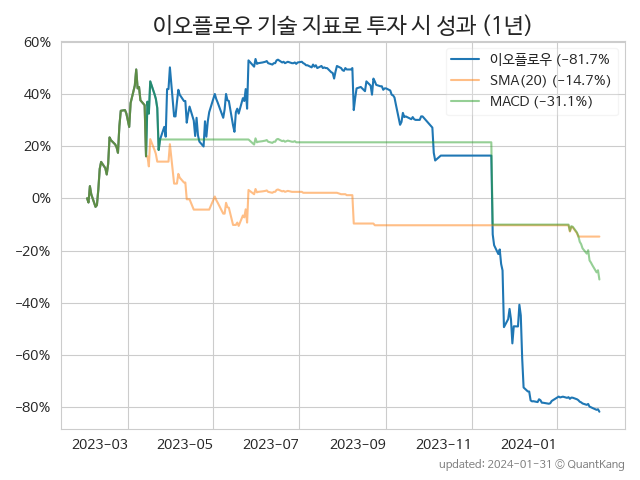 이오플로우 기술 지표로 투자 시 성과 (1년)
60%
40%
20%
0%
−20%
−40%
−60%
−80%
이오플로우 (−81.7%
SMA(20) (−14.7%)
MACD (−31.1%)
2023-03 2023-05 2023-07 2023-09 2023-11 2024-01
updated: 2024-01-31 © QuantKang